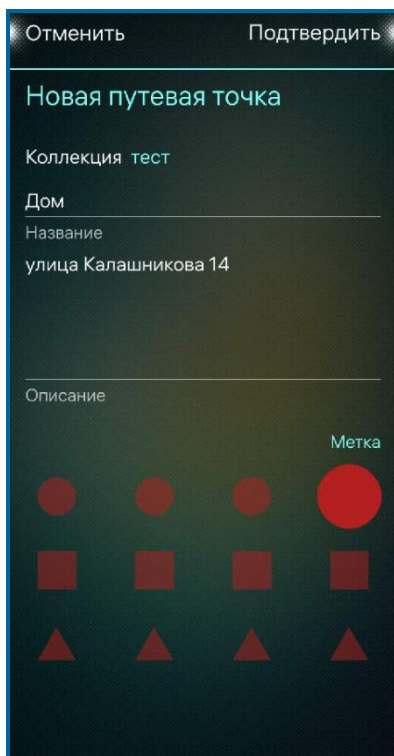 Отменить Подтвердить
Новая путевая точка
Коллекция тест
Дом
Название
улица Калашникова 14
Описание
Метка